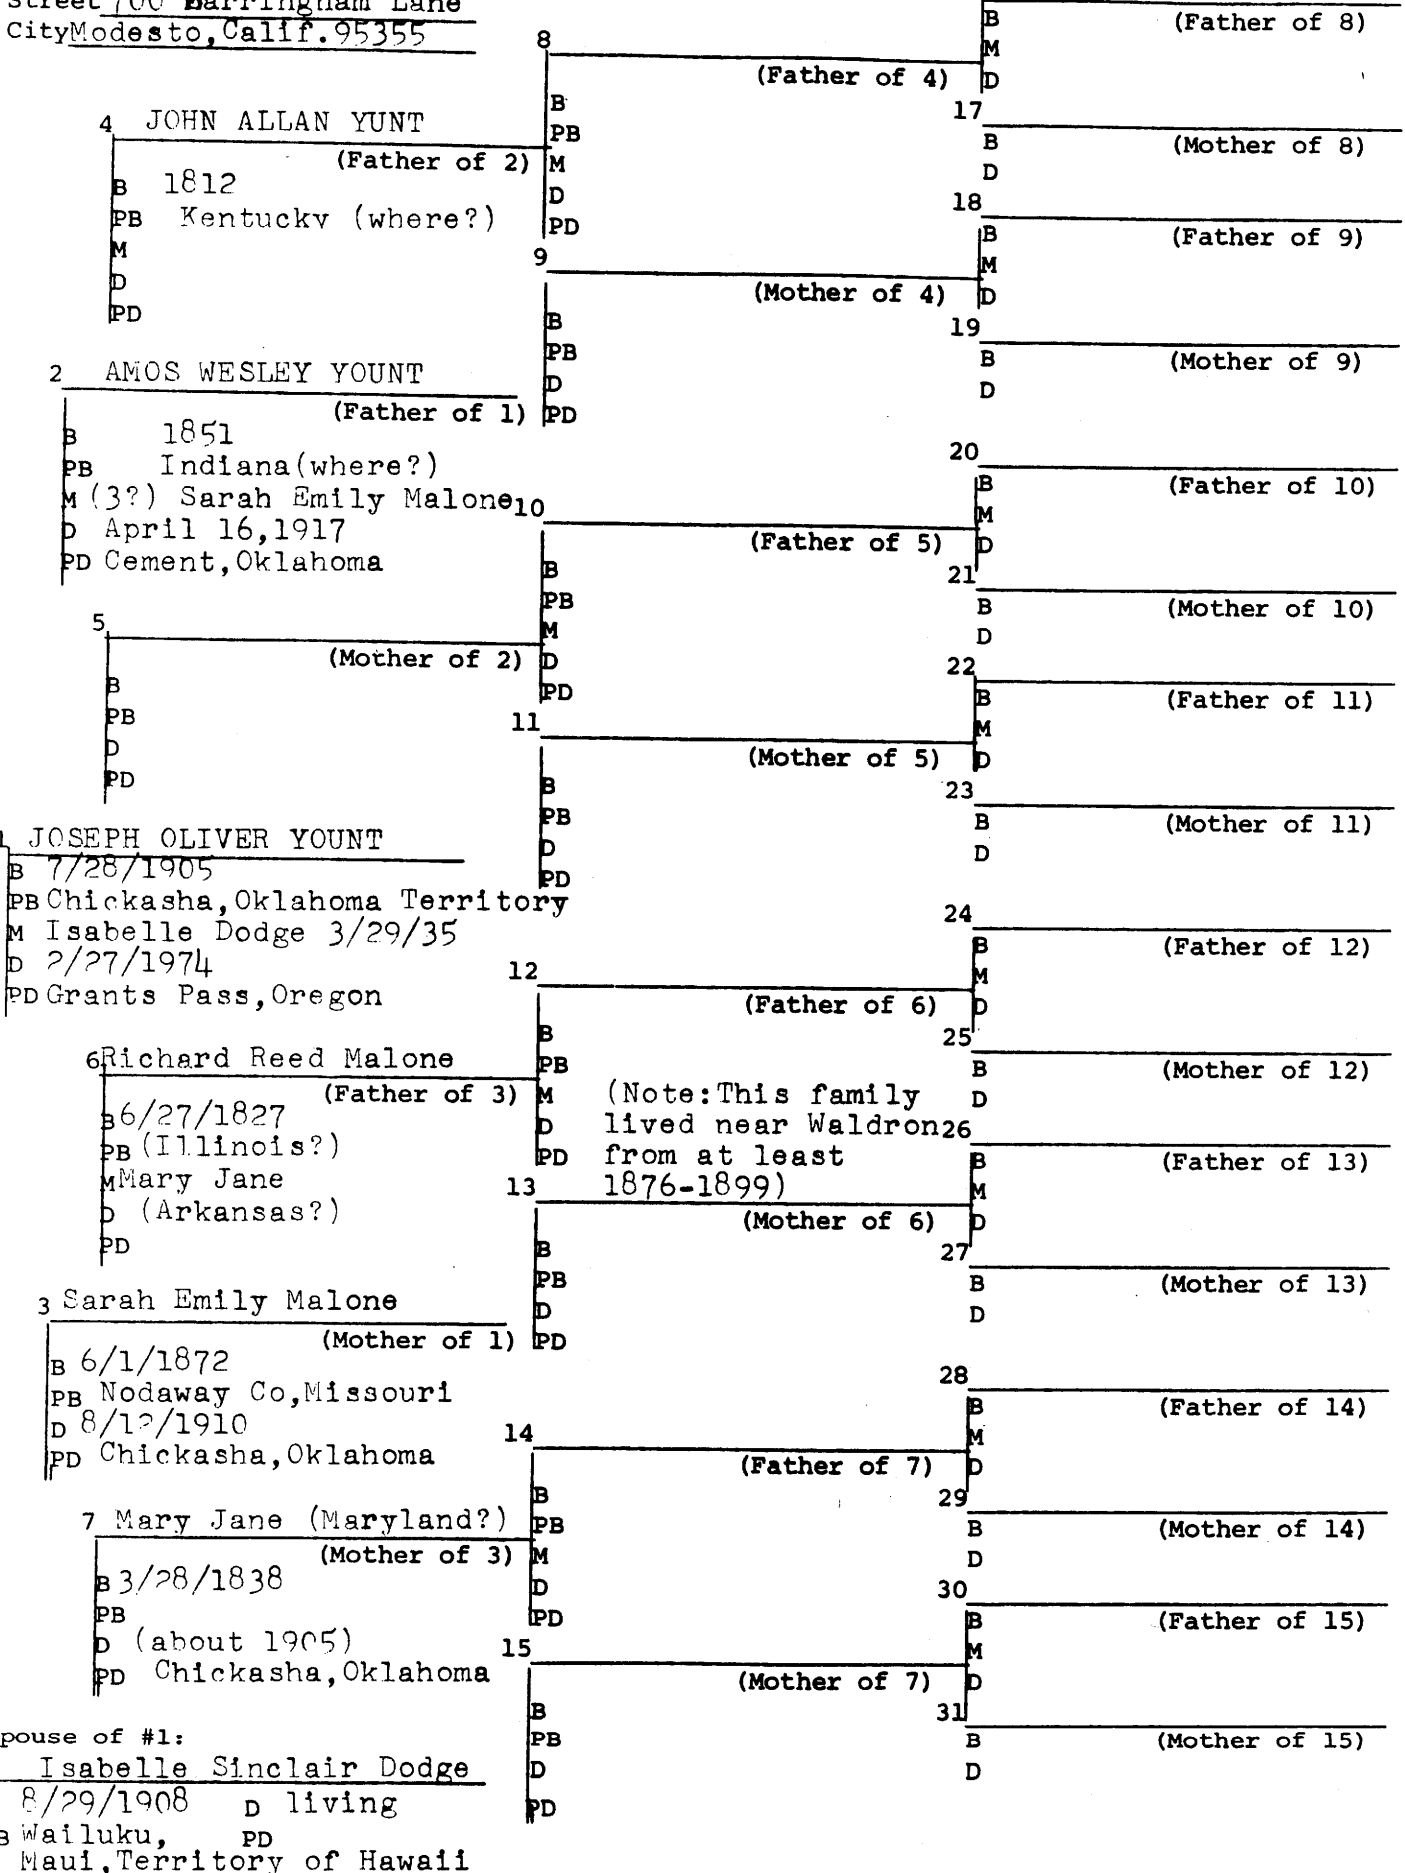 Street 700 Barringham Lane
City Modesto, Calif. 95355
4 JOHN ALLAN YUNT
(Father of 2)
B 1812
PB Kentucky (where?)
M
D
PD
2 AMOS WESLEY YOUNT
(Father of 1)
B 1851
PB Indiana(where?)
M (3?) Sarah Emily Malone
D April 16,1917
PD Cement,Oklahoma
5
(Mother of 2)
B
PB
D
PD
1 JOSEPH OLIVER YOUNT
B 7/28/1905
PB Chickasha,Oklahoma Territory
M Isabelle Dodge 3/29/35
D 2/27/1974
PD Grants Pass,Oregon
6 Richard Reed Malone
(Father of 3)
B 6/27/1827
PB (Illinois?)
M Mary Jane
D (Arkansas?)
PD
3 Sarah Emily Malone
(Mother of 1)
B 6/1/1872
PB Nodaway Co,Missouri
D 8/12/1910
PD Chickasha,Oklahoma
7 Mary Jane (Maryland?)
(Mother of 3)
B 3/28/1838
PB
D (about 1905)
PD Chickasha,Oklahoma
pouse of #1:
Isabelle Sinclair Dodge
8/29/1908 D living
B Wailuku, PD
Maui,Territory of Hawaii
8
(Father of 4)
B
PB
M
D
PD
9
(Mother of 4)
B
PB
D
PD
10
(Father of 5)
B
PB
M
D
PD
11
(Mother of 5)
B
PB
D
PD
12
(Father of 6)
B
PB
M
D
PD
(Note:This family
lived near Waldron
from at least
1876-1899)
13
(Mother of 6)
B
PB
D
PD
14
(Father of 7)
B
PB
M
D
PD
15
(Mother of 7)
B
PB
D
PD
(Father of 8)
B
M
D
17
(Mother of 8)
B
D
18
(Father of 9)
B
M
D
19
(Mother of 9)
B
D
20
(Father of 10)
B
M
D
21
(Mother of 10)
B
D
22
(Father of 11)
B
M
D
23
(Mother of 11)
B
D
24
(Father of 12)
B
M
D
25
(Mother of 12)
B
D
26
(Father of 13)
B
M
D
27
(Mother of 13)
B
D
28
(Father of 14)
B
M
D
29
(Mother of 14)
B
D
30
(Father of 15)
B
M
D
31
(Mother of 15)
B
D